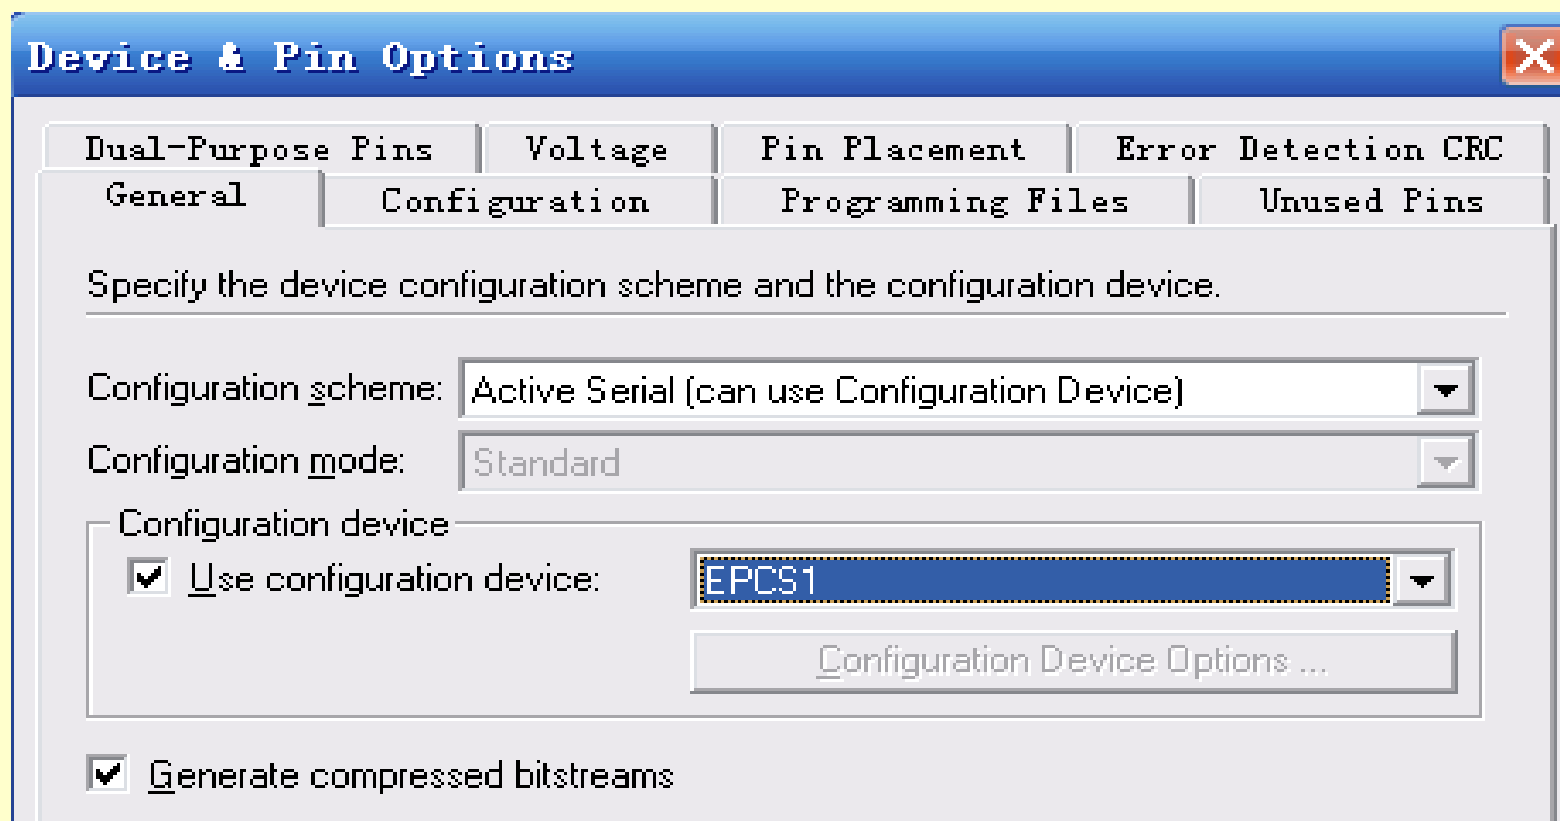 Device & Pin Options
Dual-Purpose Pins Voltage Pin Placement Error Detection CRC
General Configuration Programming Files Unused Pins
Specify the device configuration scheme and the configuration device.
Configuration scheme: Active Serial (can use Configuration Device)
Configuration mode: Standard
Configuration device
Use configuration device: EPCS1
Configuration Device Options ...
Generate compressed bitstreams